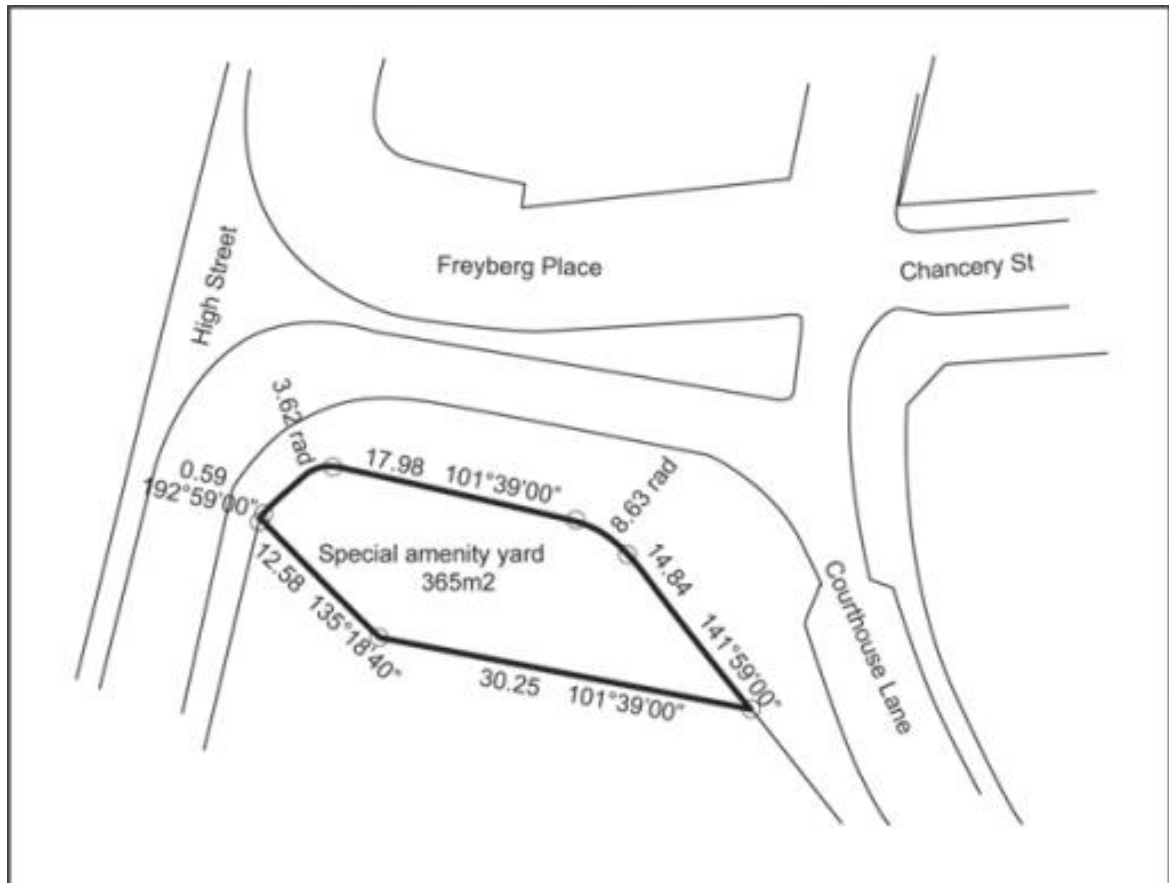 High Street
Freyberg Place
Chancery St
3.62 rad
17.98
101°39'00"
8.63 rad
0.59
192°59'00"
Special amenity yard
365m2
14.84
141°59'00"
12.58
135°18'40"
30.25
101°39'00"
Courthouse Lane